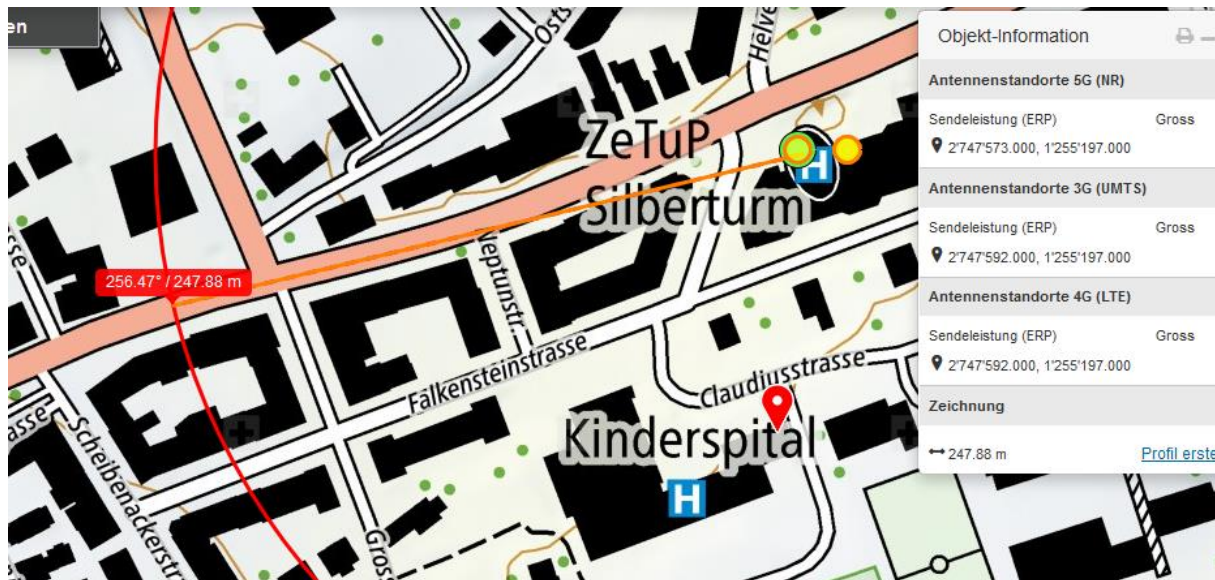 en
Osts
Helve
ZeTuP
Silberturm
H
256.47° / 247.88 m
Neptunstr.
Falkensteinstrasse
Claudiusstrasse
Kinderspital
H
sse
asse
Scheibenackerstr
Gross
Objekt-Information
Antennenstandorte 5G (NR)
Sendeleistung (ERP) Gross
2'747'573.000, 1'255'197.000
Antennenstandorte 3G (UMTS)
Sendeleistung (ERP) Gross
2'747'592.000, 1'255'197.000
Antennenstandorte 4G (LTE)
Sendeleistung (ERP) Gross
2'747'592.000, 1'255'197.000
Zeichnung
247.88 m Profil erste